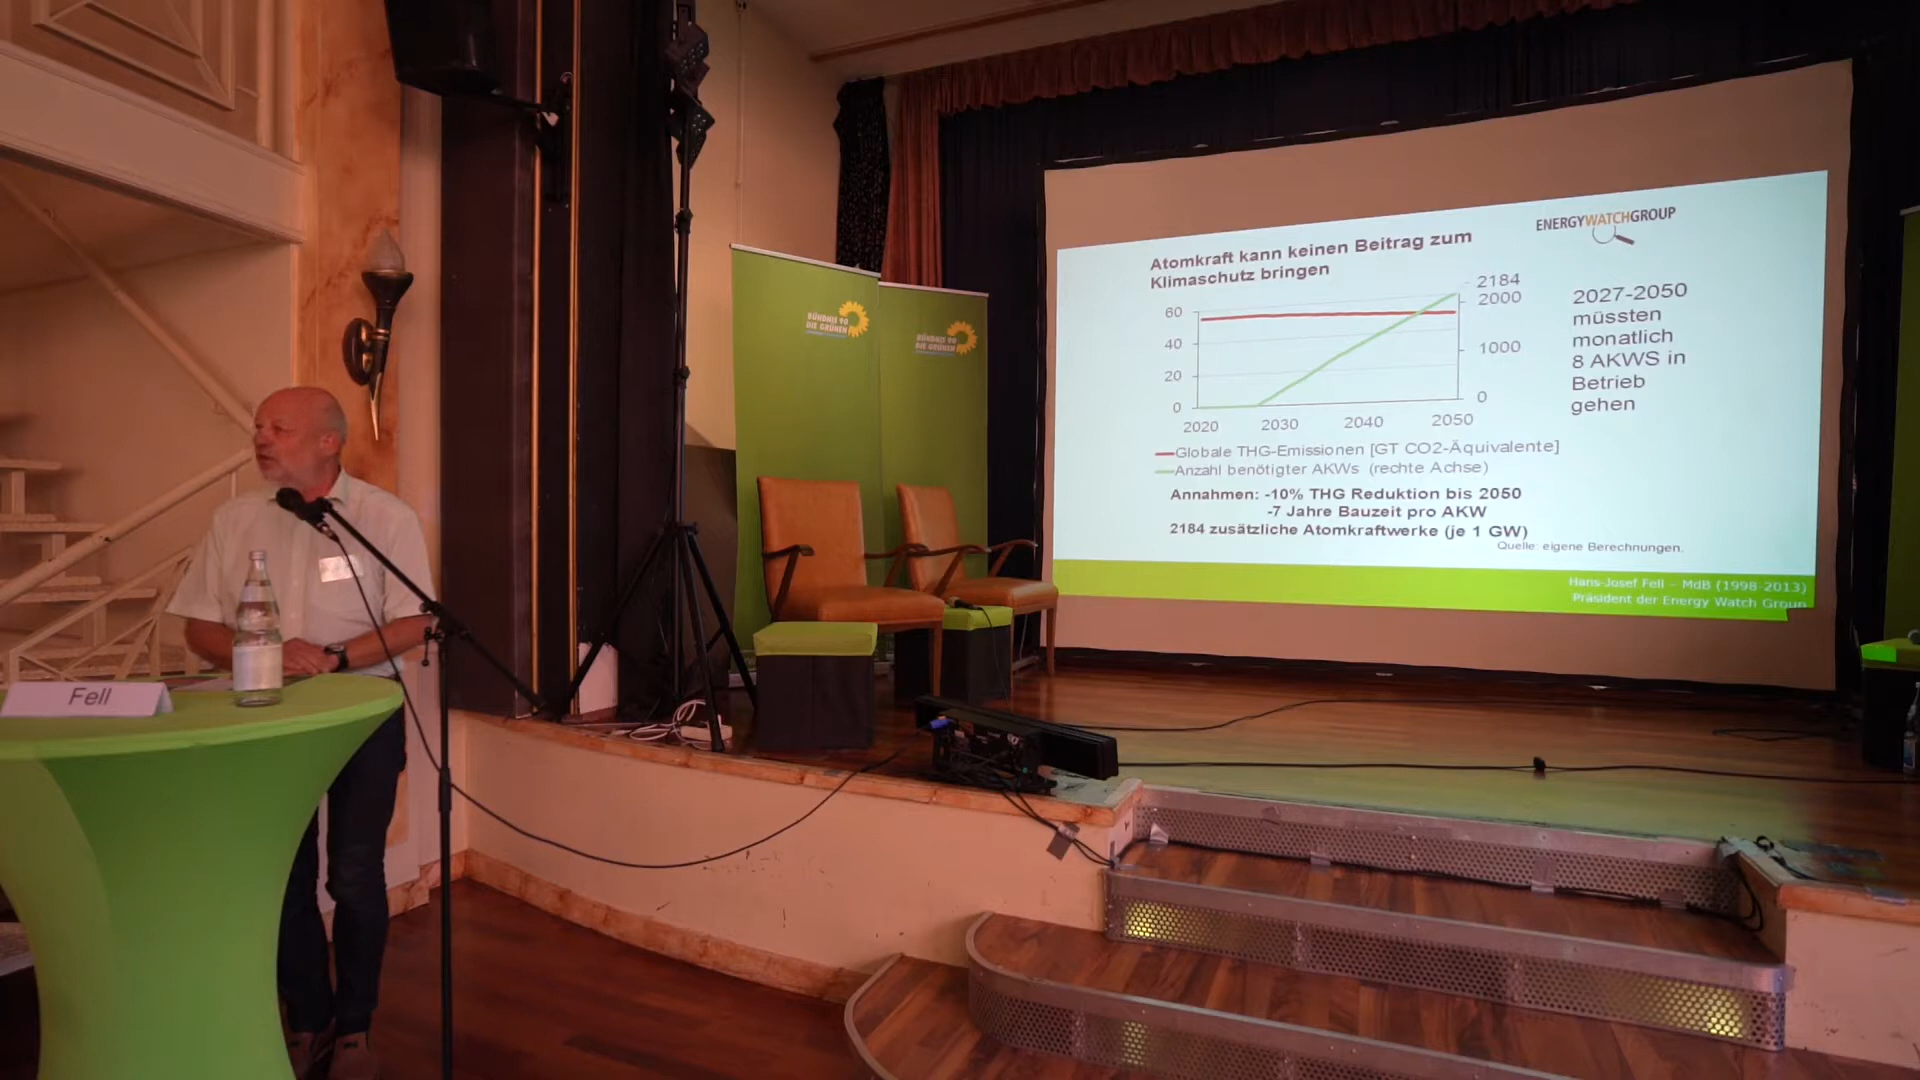 BÜNDNIS 90
DIE GRÜNEN
BÜNDNIS 90
DIE GRÜNEN
Fell
ENERGYWATCHGROUP
Atomkraft kann keinen Beitrag zum
Klimaschutz bringen
60
40
20
0
2184
2000
1000
0
2020 2030 2040 2050
2027-2050
müssten
monatlich
8 AKWS in
Betrieb
gehen
Globale THG-Emissionen [GT CO2-Äquivalente]
Anzahl benötigter AKWs (rechte Achse)
Annahmen: -10% THG Reduktion bis 2050
-7 Jahre Bauzeit pro AKW
2184 zusätzliche Atomkraftwerke (je 1 GW)
Quelle: eigene Berechnungen.
Hans-Josef Fell – MdB (1998-2013)
Präsident der Energy Watch Group